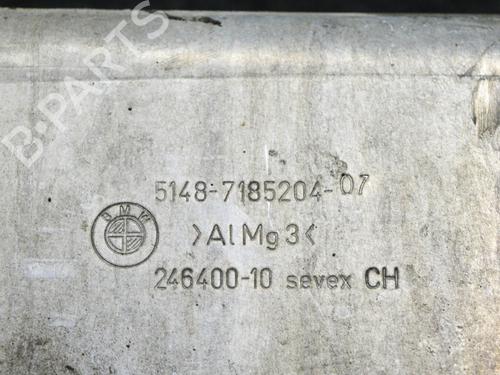 B-PARTS
5148-7185204-07
BMW
>AlMg3<
246400-10 sevex CH